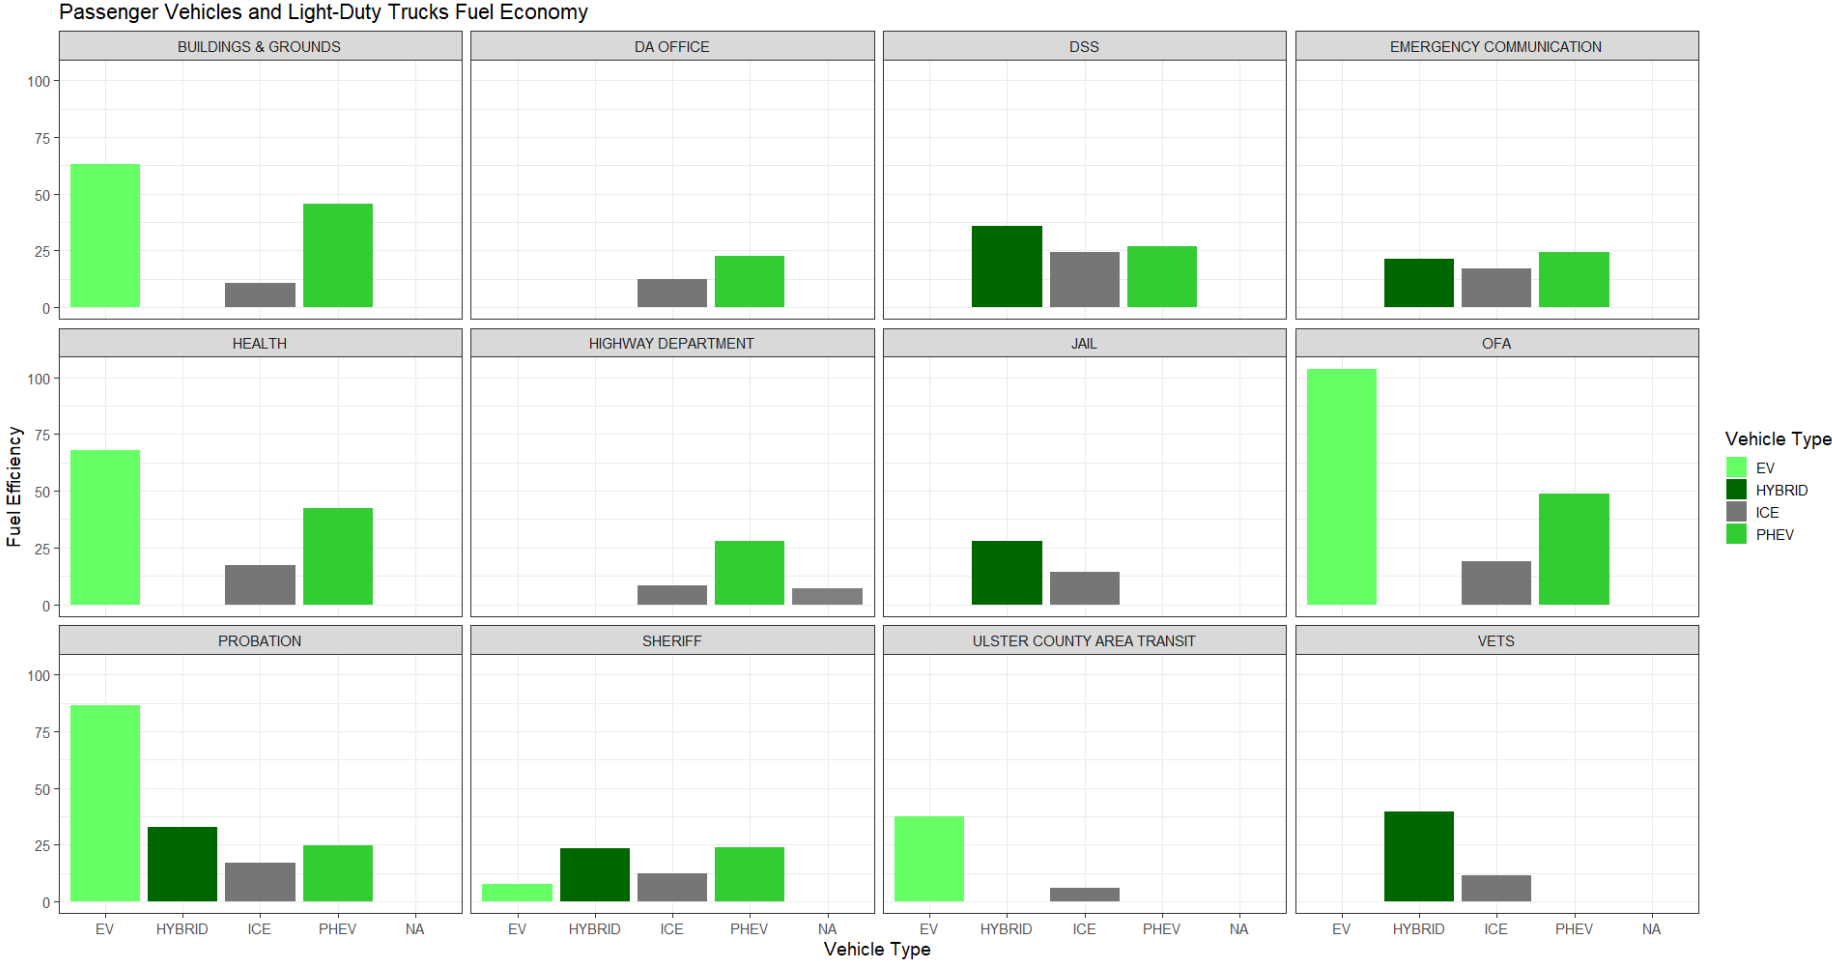 Passenger Vehicles and Light-Duty Trucks Fuel Economy
BUILDINGS & GROUNDS
DA OFFICE
DSS
EMERGENCY COMMUNICATION
100
75
50
25
0
HEALTH
HIGHWAY DEPARTMENT
JAIL
OFA
100
75
50
25
0
Fuel Efficiency
PROBATION
SHERIFF
ULSTER COUNTY AREA TRANSIT
VETS
100
75
50
25
0
EV HYBRID ICE PHEV NA
EV HYBRID ICE PHEV NA
EV HYBRID ICE PHEV NA
EV HYBRID ICE PHEV NA
Vehicle Type
Vehicle Type
EV
HYBRID
ICE
PHEV